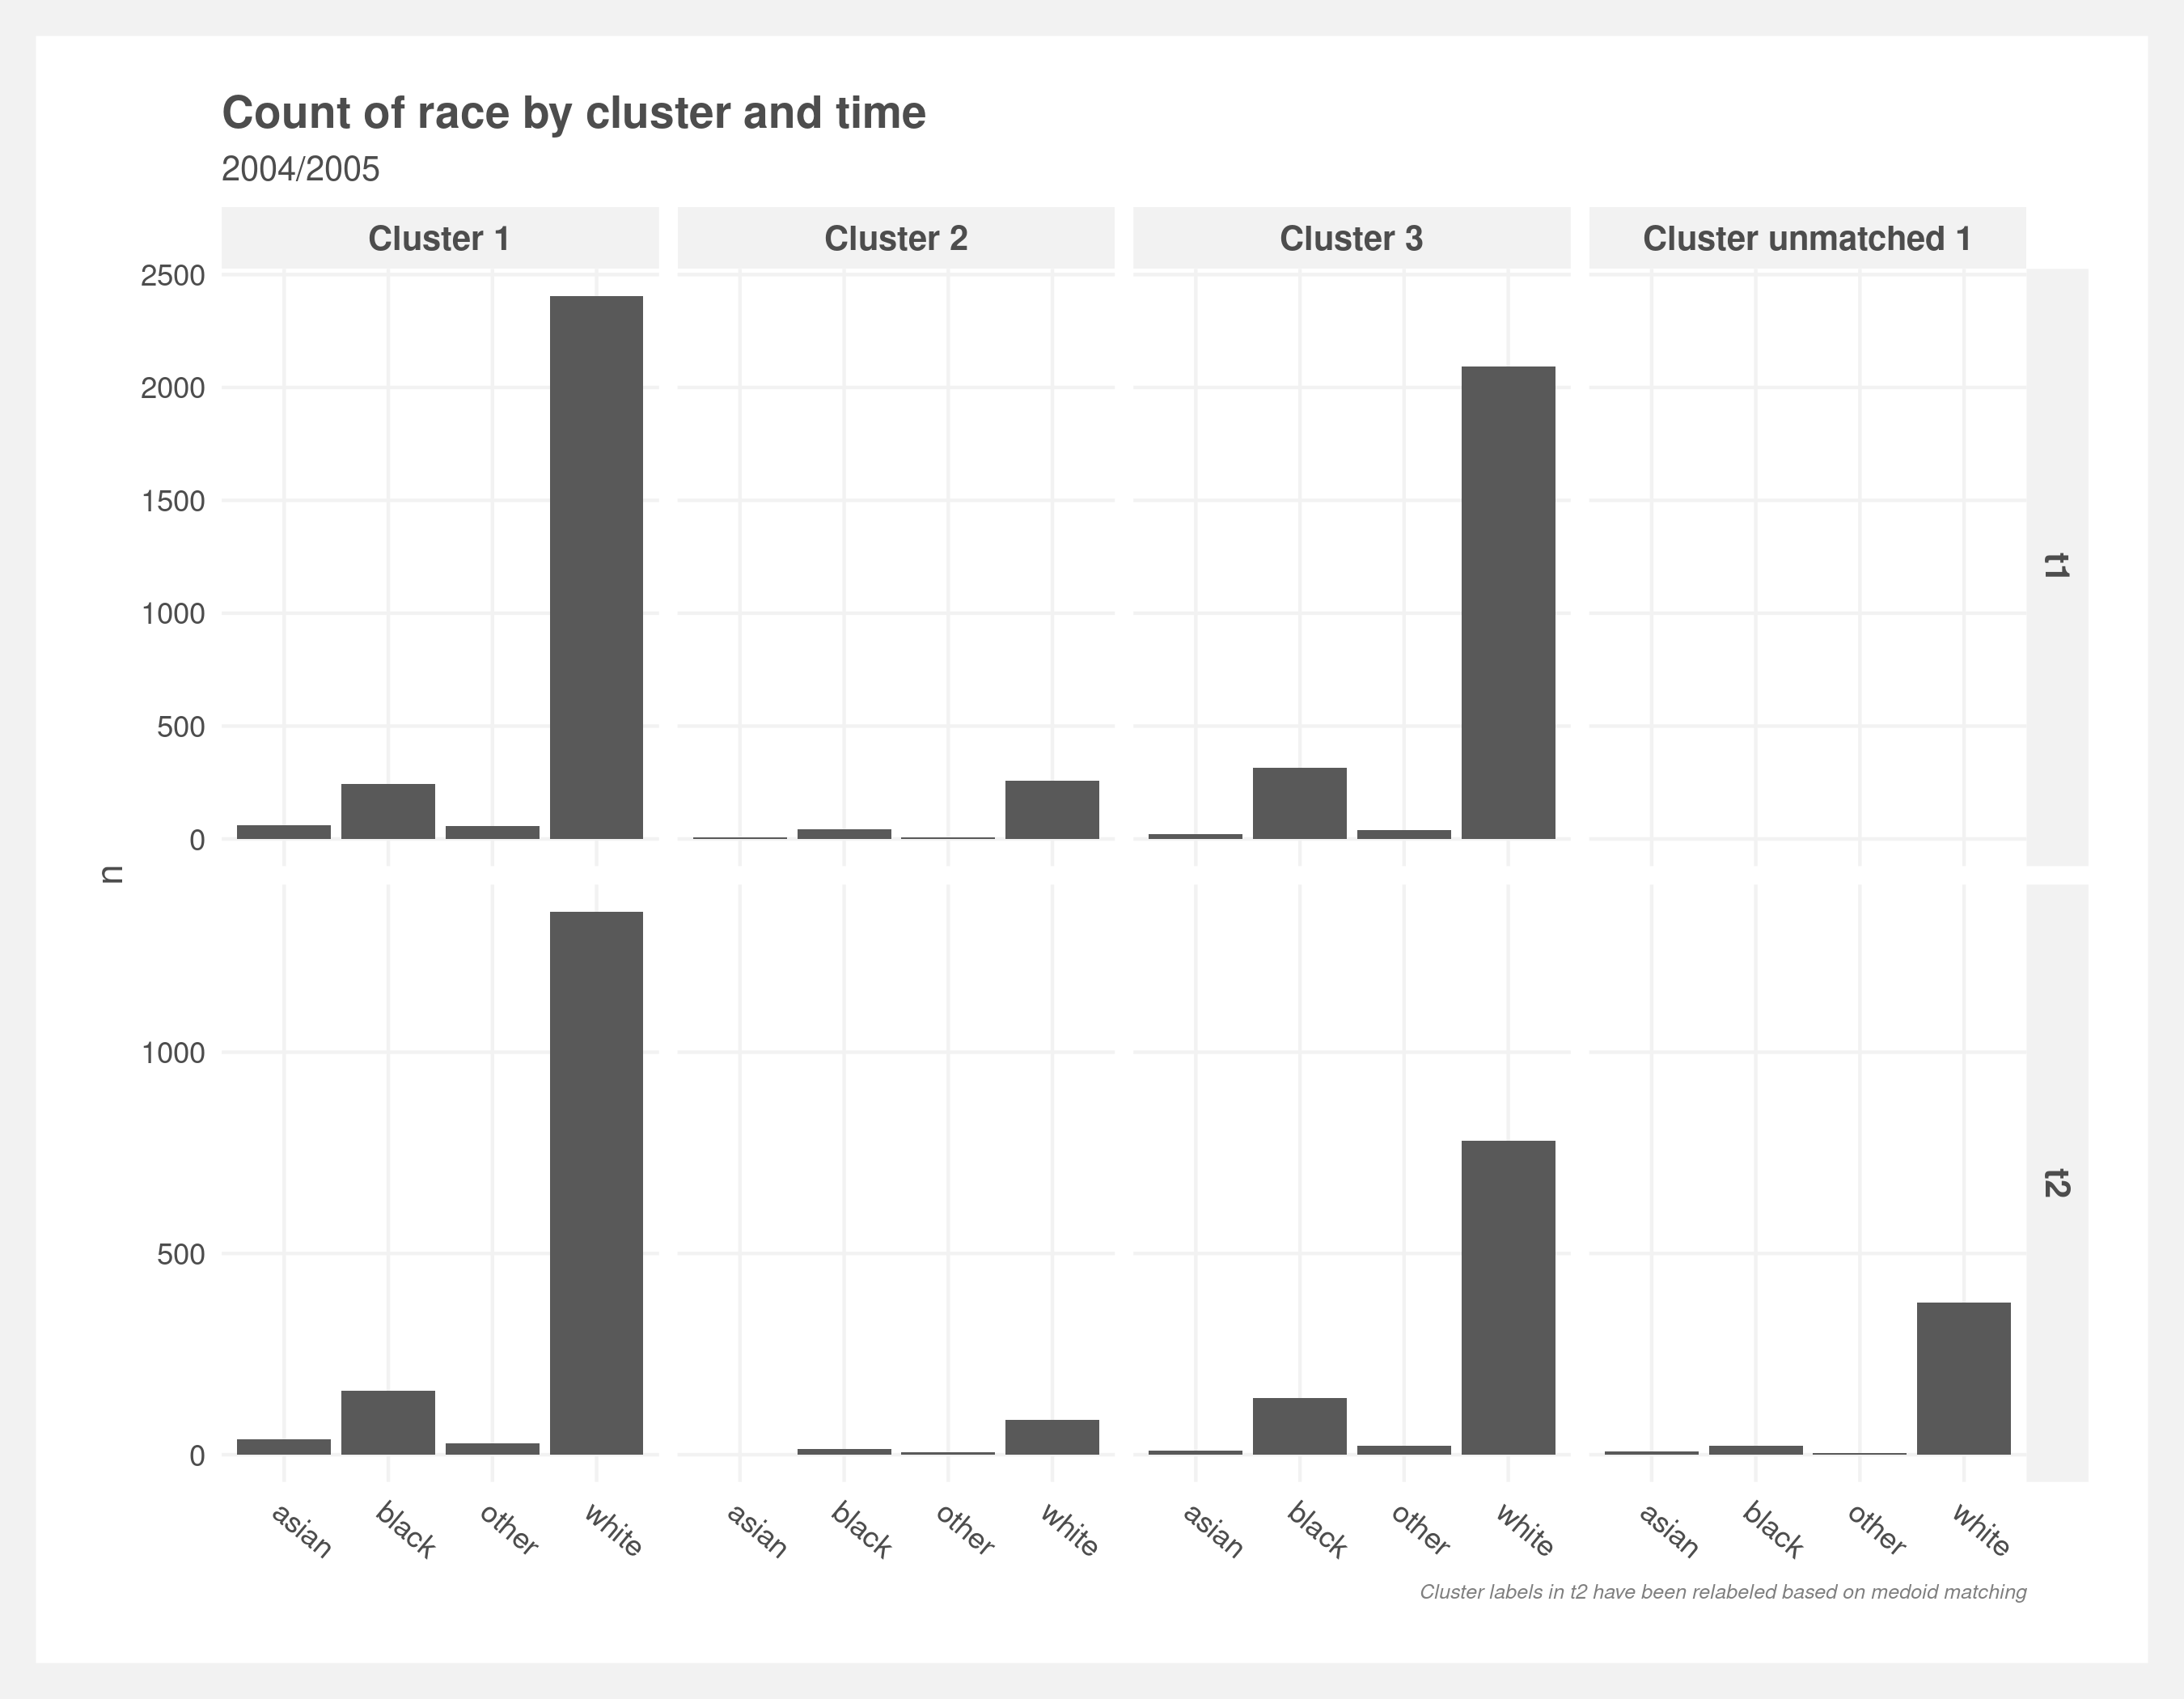 Count of race by cluster and time
2004/2005
Cluster 1 Cluster 2 Cluster 3 Cluster unmatched 1
2500
2000
1500
1000
500
0
t1
n
1000
500
0
t2
asian black other white asian black other white asian black other white asian black other white
Cluster labels in t2 have been relabeled based on medoid matching